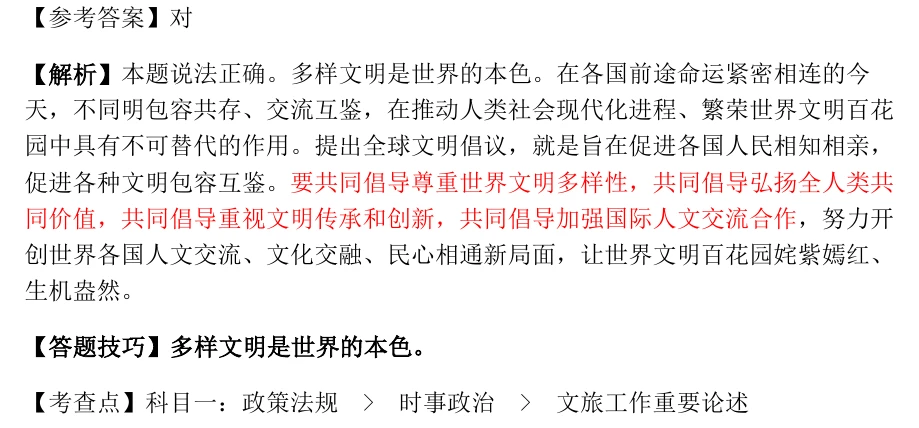 【参考答案】对
【解析】本题说法正确。多样文明是世界的本色。在各国前途命运紧密相连的今
天，不同明包容共存、交流互鉴，在推动人类社会现代化进程、繁荣世界文明百花
园中具有不可替代的作用。提出全球文明倡议，就是旨在促进各国人民相知相亲，
促进各种文明包容互鉴。要共同倡导尊重世界文明多样性，共同倡导弘扬全人类共
同价值，共同倡导重视文明传承和创新，共同倡导加强国际人文交流合作，努力开
创世界各国人文交流、文化交融、民心相通新局面，让世界文明百花园姹紫嫣红、
生机盎然。
【答题技巧】多样文明是世界的本色。
【考查点】科目一：政策法规 > 时事政治 > 文旅工作重要论述